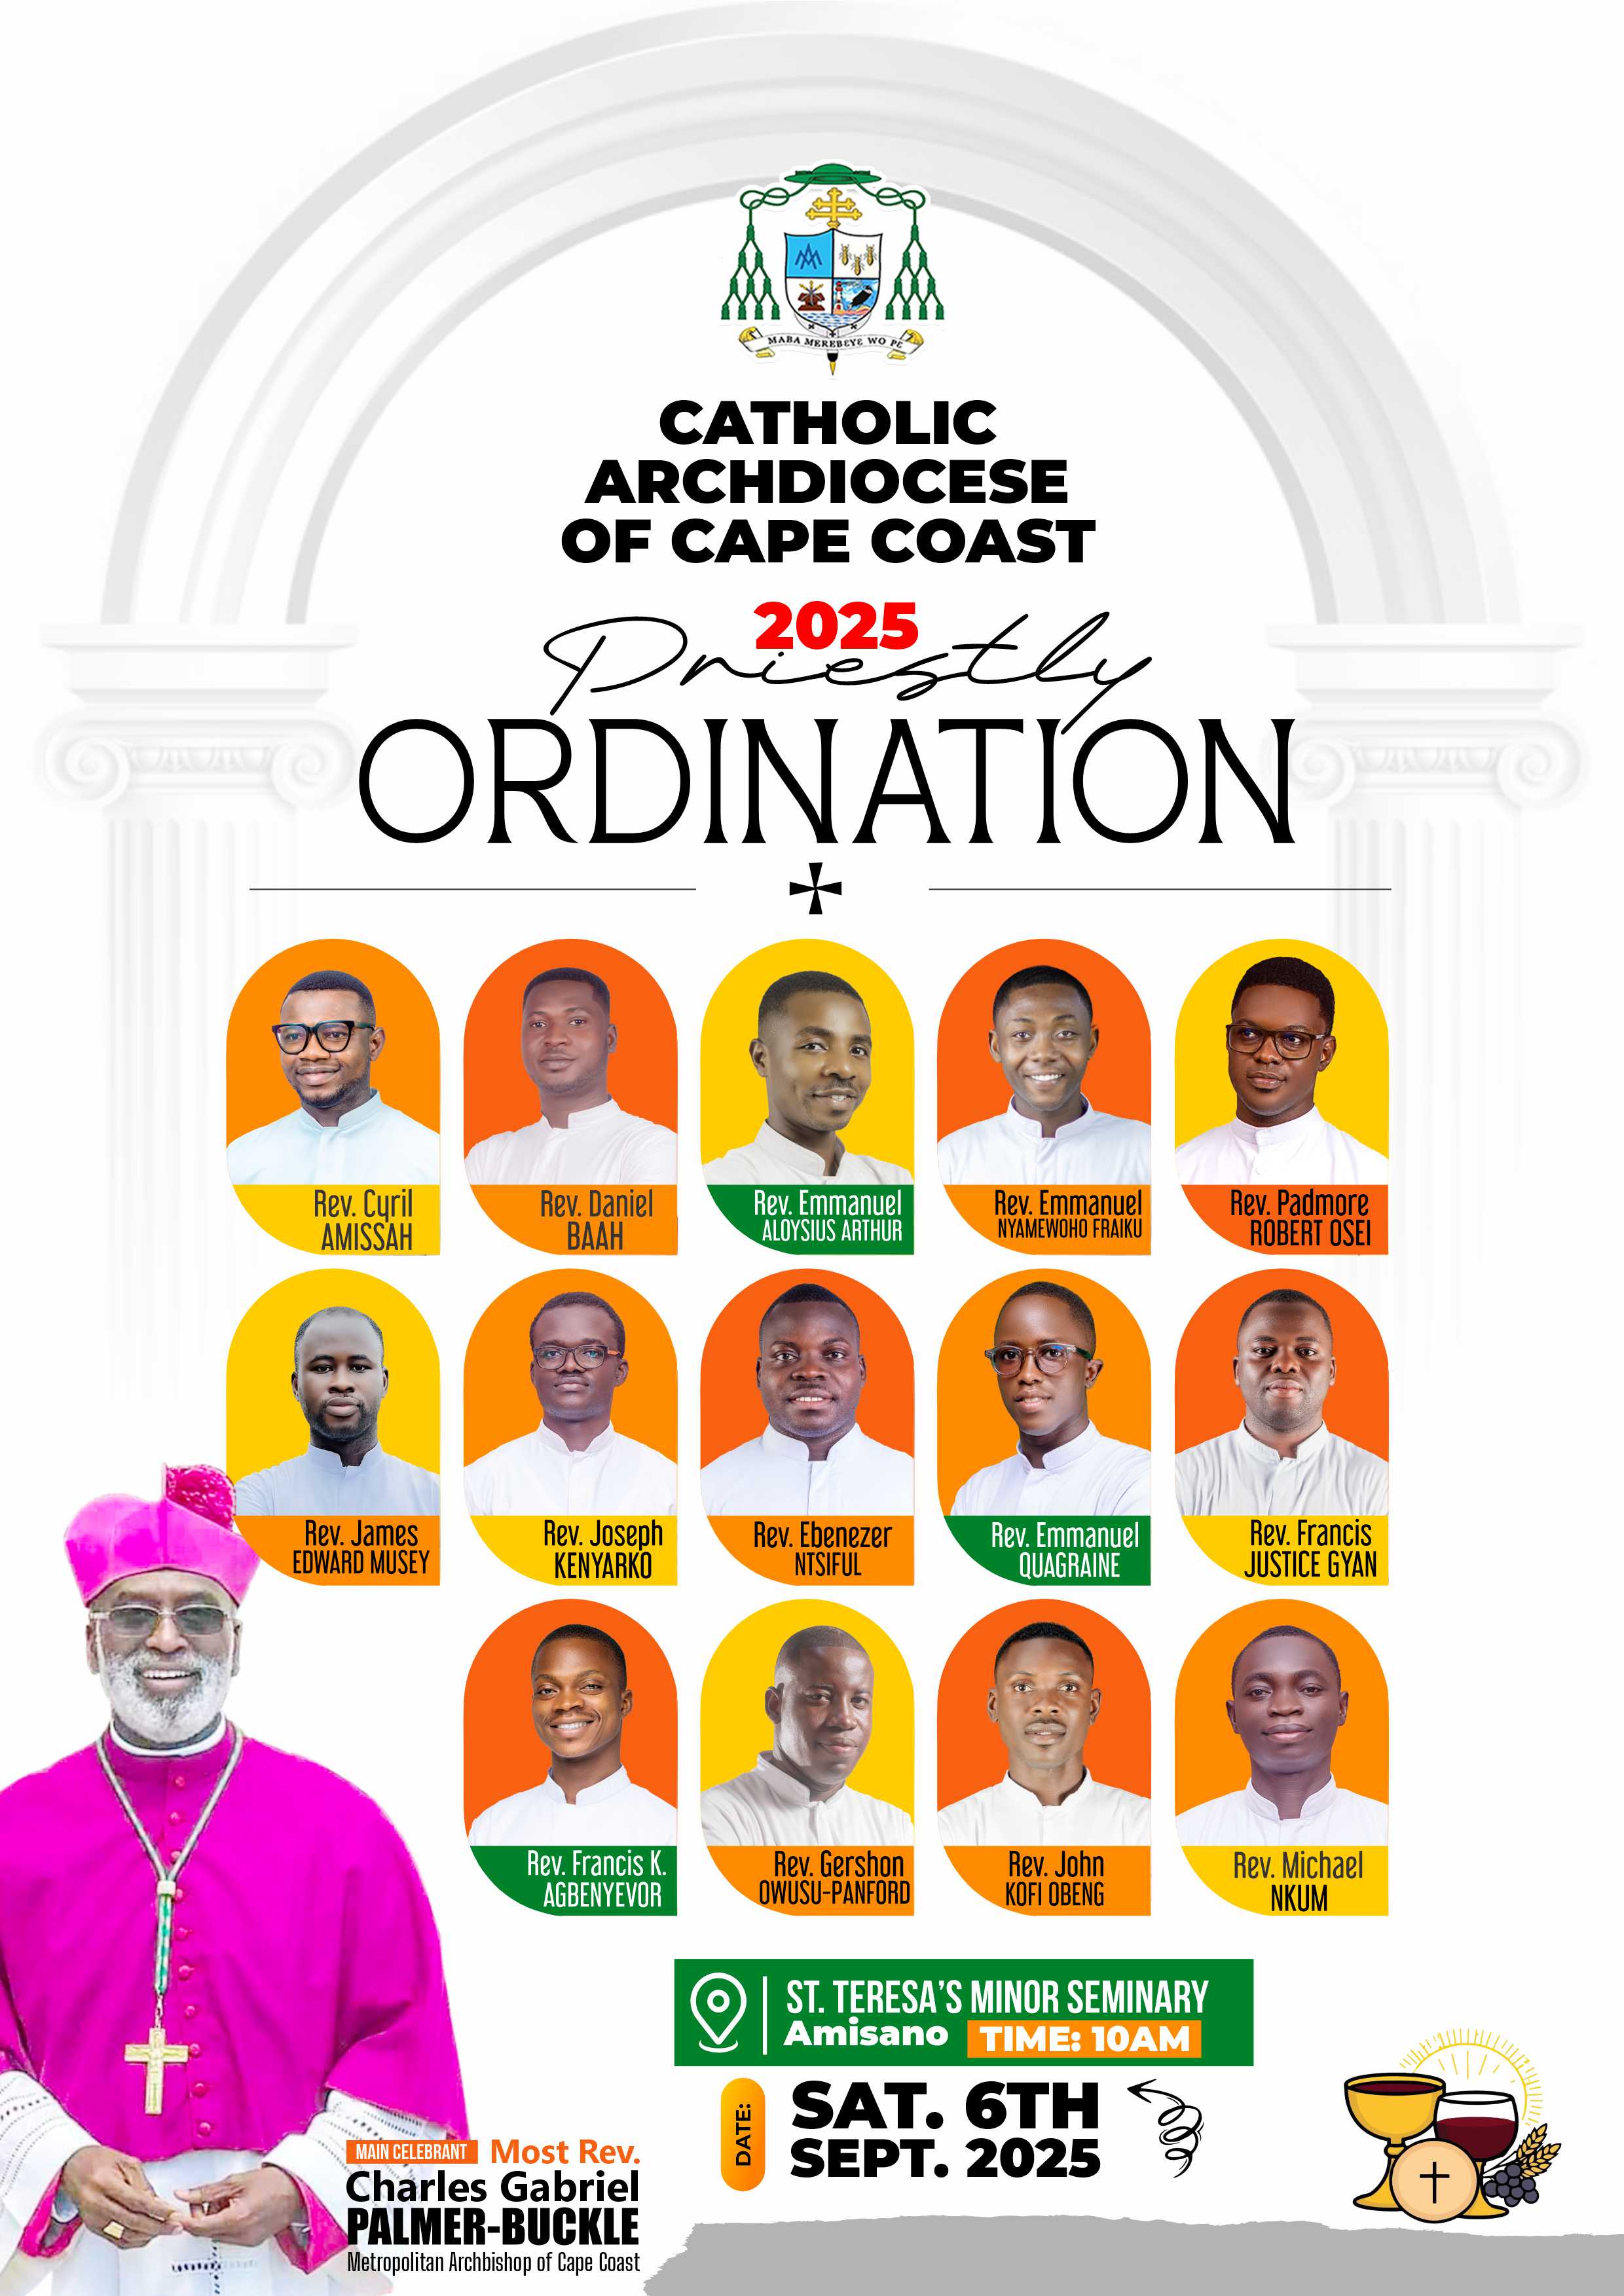 MABA MEREBEYƐ WO PƐ
CATHOLIC
ARCHDIOCESE
OF CAPE COAST
2025
Priestly
ORDINATION
Rev. Cyril
AMISSAH
Rev. Daniel
BAAH
Rev. Emmanuel
ALOYSIUS ARTHUR
Rev. Emmanuel
NYAMEWOHO FRAIKU
Rev. Padmore
ROBERT OSEI
Rev. James
EDWARD MUSEY
Rev. Joseph
KENYARKO
Rev. Ebenezer
NTSIFUL
Rev. Emmanuel
QUAGRAINE
Rev. Francis
JUSTICE GYAN
Rev. Francis K.
AGBENYEVOR
Rev. Gershon
OWUSU-PANFORD
Rev. John
KOFI OBENG
Rev. Michael
NKUM
ST. TERESA'S MINOR SEMINARY
Amisano TIME: 10AM
DATE:
SAT. 6TH
SEPT. 2025
MAIN CELEBRANT Most Rev.
Charles Gabriel
PALMER-BUCKLE
Metropolitan Archbishop of Cape Coast